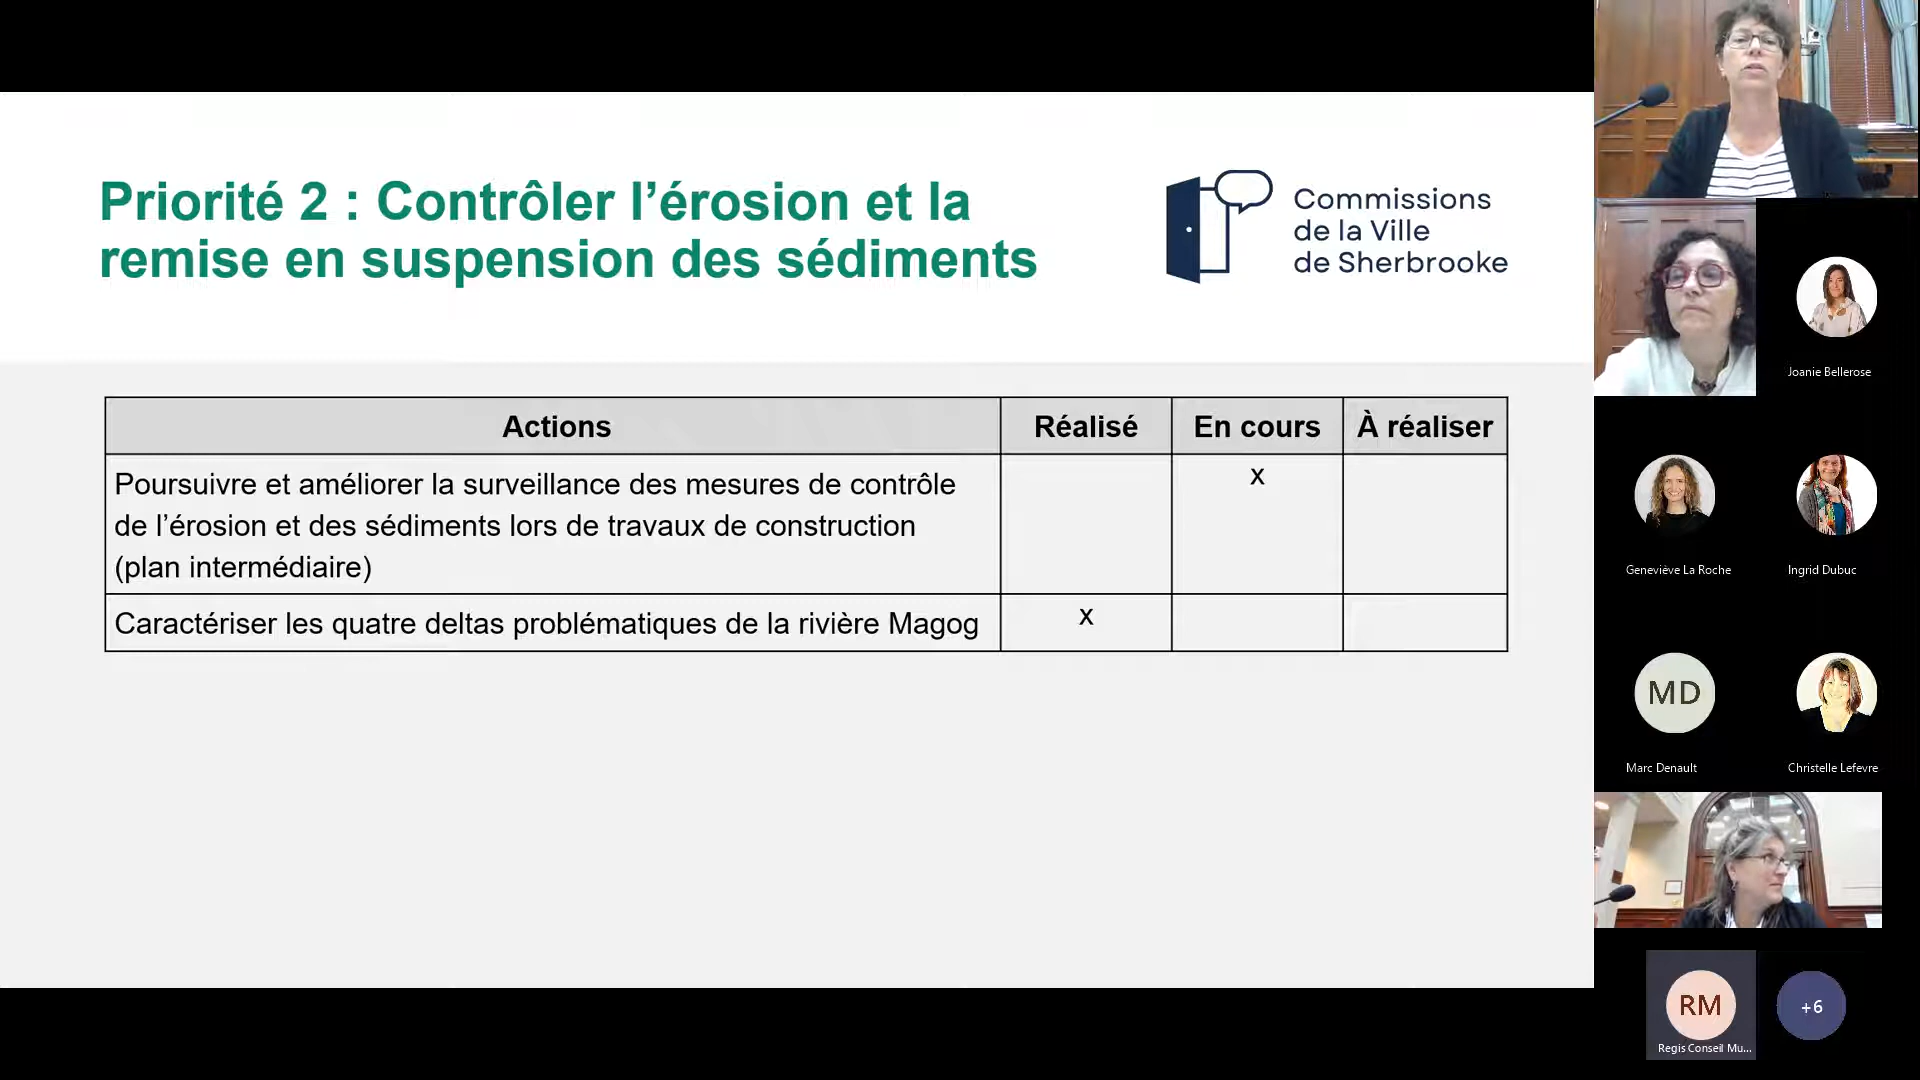 Priorité 2 : Contrôler l’érosion et la
remise en suspension des sédiments
Commissions
de la Ville
de Sherbrooke
Actions
Réalisé
En cours
À réaliser
Poursuivre et améliorer la surveillance des mesures de contrôle
de l’érosion et des sédiments lors de travaux de construction
(plan intermédiaire)
x
Caractériser les quatre deltas problématiques de la rivière Magog
x
Joanie Bellerose
Geneviève La Roche
Ingrid Dubuc
MD
Marc Denault
Christelle Lefevre
RM
Regis Conseil Mu...
+6